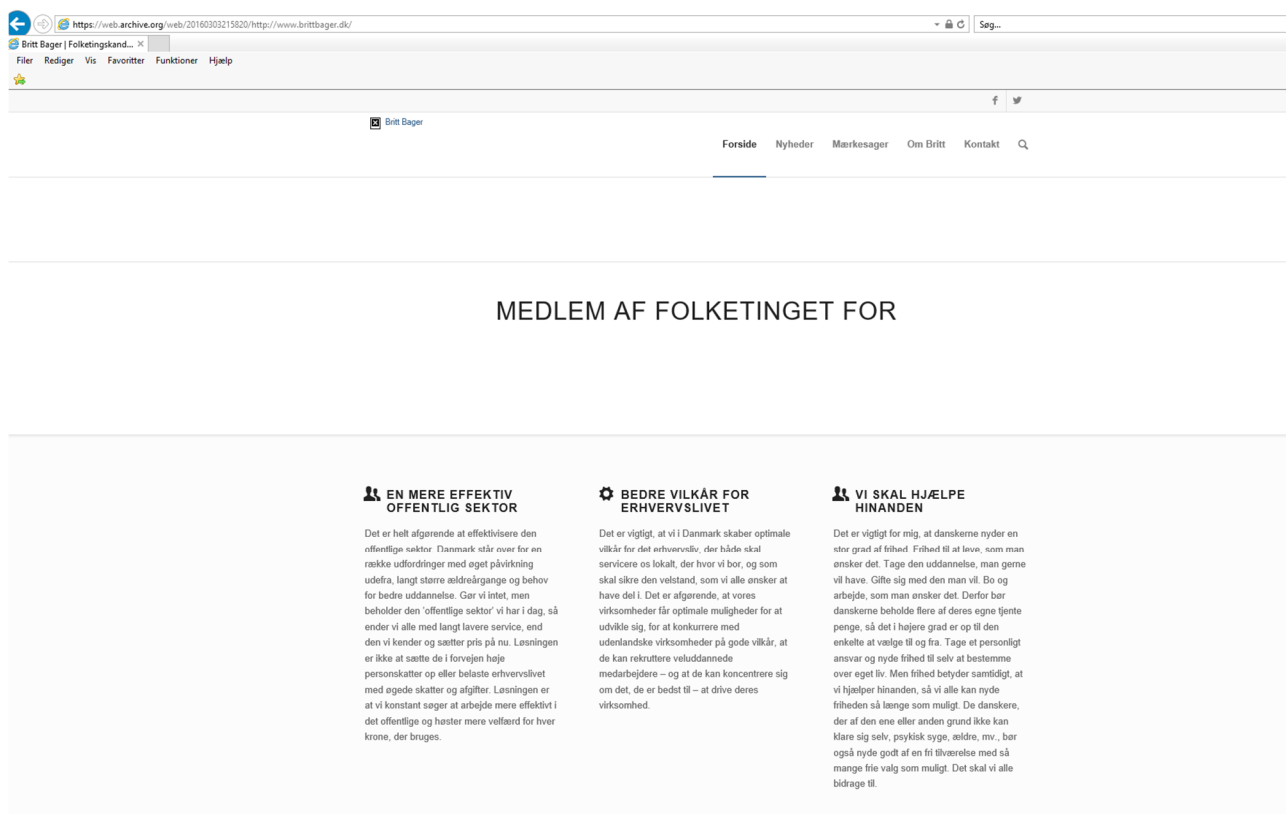 https://web.archive.org/web/20160303215820/http://www.brittbager.dk/
Søg...
Britt Bager | Folketingskand...
Filer Rediger Vis Favoritter Funktioner Hjælp
Britt Bager
Forside Nyheder Mærkesager Om Britt Kontakt
MEDLEM AF FOLKETINGET FOR
EN MERE EFFEKTIV
OFFENTLIG SEKTOR
Det er helt afgørende at effektivisere den
offentlige sektor. Danmark står over for en
række udfordringer med øget påvirkning
udefra, langt større ældreårgange og behov
for bedre uddannelse. Gør vi intet, men
beholder den 'offentlige sektor' vi har i dag, så
ender vi alle med langt lavere service, end
den vi kender og sætter pris på nu. Løsningen
er ikke at sætte de i forvejen høje
personskatter op eller belaste erhvervslivet
med øgede skatter og afgifter. Løsningen er
at vi konstant søger at arbejde mere effektivt i
det offentlige og høster mere velfærd for hver
krone, der bruges.
BEDRE VILKÅR FOR
ERHVERVSLIVET
Det er vigtigt, at vi i Danmark skaber optimale
vilkår for det erhvervsliv, der både skal
servicere os lokalt, der hvor vi bor, og som
skal sikre den velstand, som vi alle ønsker at
have del i. Det er afgørende, at vores
virksomheder får optimale muligheder for at
udvikle sig, for at konkurrere med
udenlandske virksomheder på gode vilkår, at
de kan rekruttere veluddannede
medarbejdere – og at de kan koncentrere sig
om det, de er bedst til – at drive deres
virksomhed.
VI SKAL HJÆLPE
HINANDEN
Det er vigtigt for mig, at danskerne nyder en
stor grad af frihed. Frihed til at leve, som man
ønsker det. Tage den uddannelse, man gerne
vil have. Gifte sig med den man vil. Bo og
arbejde, som man ønsker det. Derfor bør
danskerne beholde flere af deres egne tjente
penge, så det i højere grad er op til den
enkelte at vælge til og fra. Tage et personligt
ansvar og nyde frihed til selv at bestemme
over eget liv. Men frihed betyder samtidigt, at
vi hjælper hinanden, så vi alle kan nyde
friheden så længe som muligt. De danskere,
der af den ene eller anden grund ikke kan
klare sig selv, psykisk syge, ældre, mv., bør
også nyde godt af en fri tilværelse med så
mange frie valg som muligt. Det skal vi alle
bidrage til.